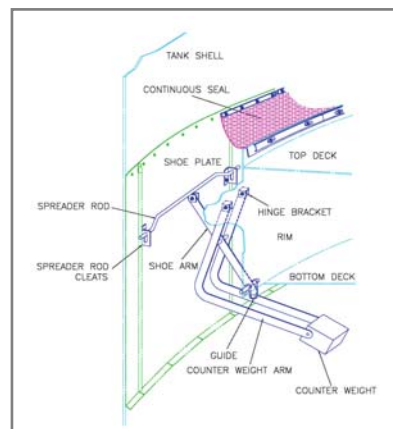 TANK SHELL
CONTINUOUS SEAL
TOP DECK
SHOE PLATE
SPREADER ROD
HINGE BRACKET
RIM
SHOE ARM
SPREADER ROD
CLEATS
BOTTOM DECK
GUIDE
COUNTER WEIGHT ARM
COUNTER WEIGHT